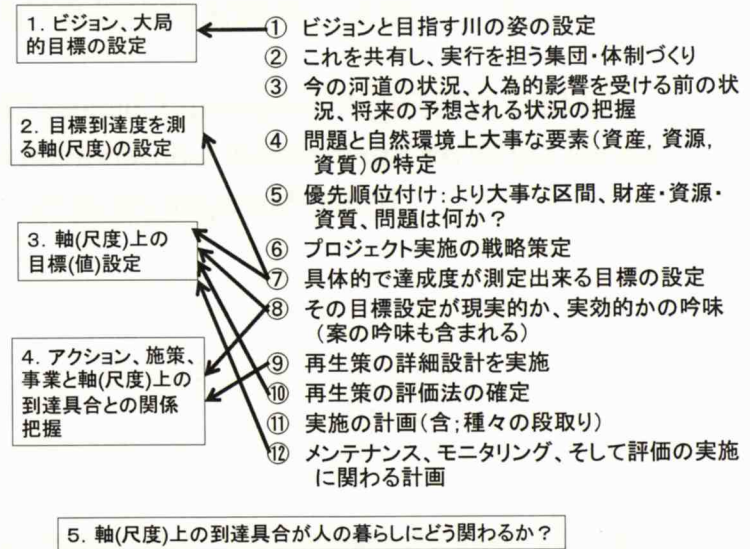 1. ビジョン、大局
的目標の設定
2. 目標到達度を測
る軸(尺度)の設定
3. 軸(尺度)上の
目標(値)設定
4. アクション、施策、
事業と軸(尺度)上の
到達具合との関係
把握
① ビジョンと目指す川の姿の設定
② これを共有し、実行を担う集団・体制づくり
③ 今の河道の状況、人為的影響を受ける前の状
況、将来の予想される状況の把握
④ 問題と自然環境上大事な要素(資産, 資源,
資質)の特定
⑤ 優先順位付け:より大事な区間、財産・資源・
資質、問題は何か?
⑥ プロジェクト実施の戦略策定
⑦ 具体的で達成度が測定出来る目標の設定
⑧ その目標設定が現実的か、実効的かの吟味
(案の吟味も含まれる)
⑨ 再生策の詳細設計を実施
⑩ 再生策の評価法の確定
⑪ 実施の計画(含;種々の段取り)
⑫ メンテナンス、モニタリング、そして評価の実施
に関わる計画
5. 軸(尺度)上の到達具合が人の暮らしにどう関わるか?